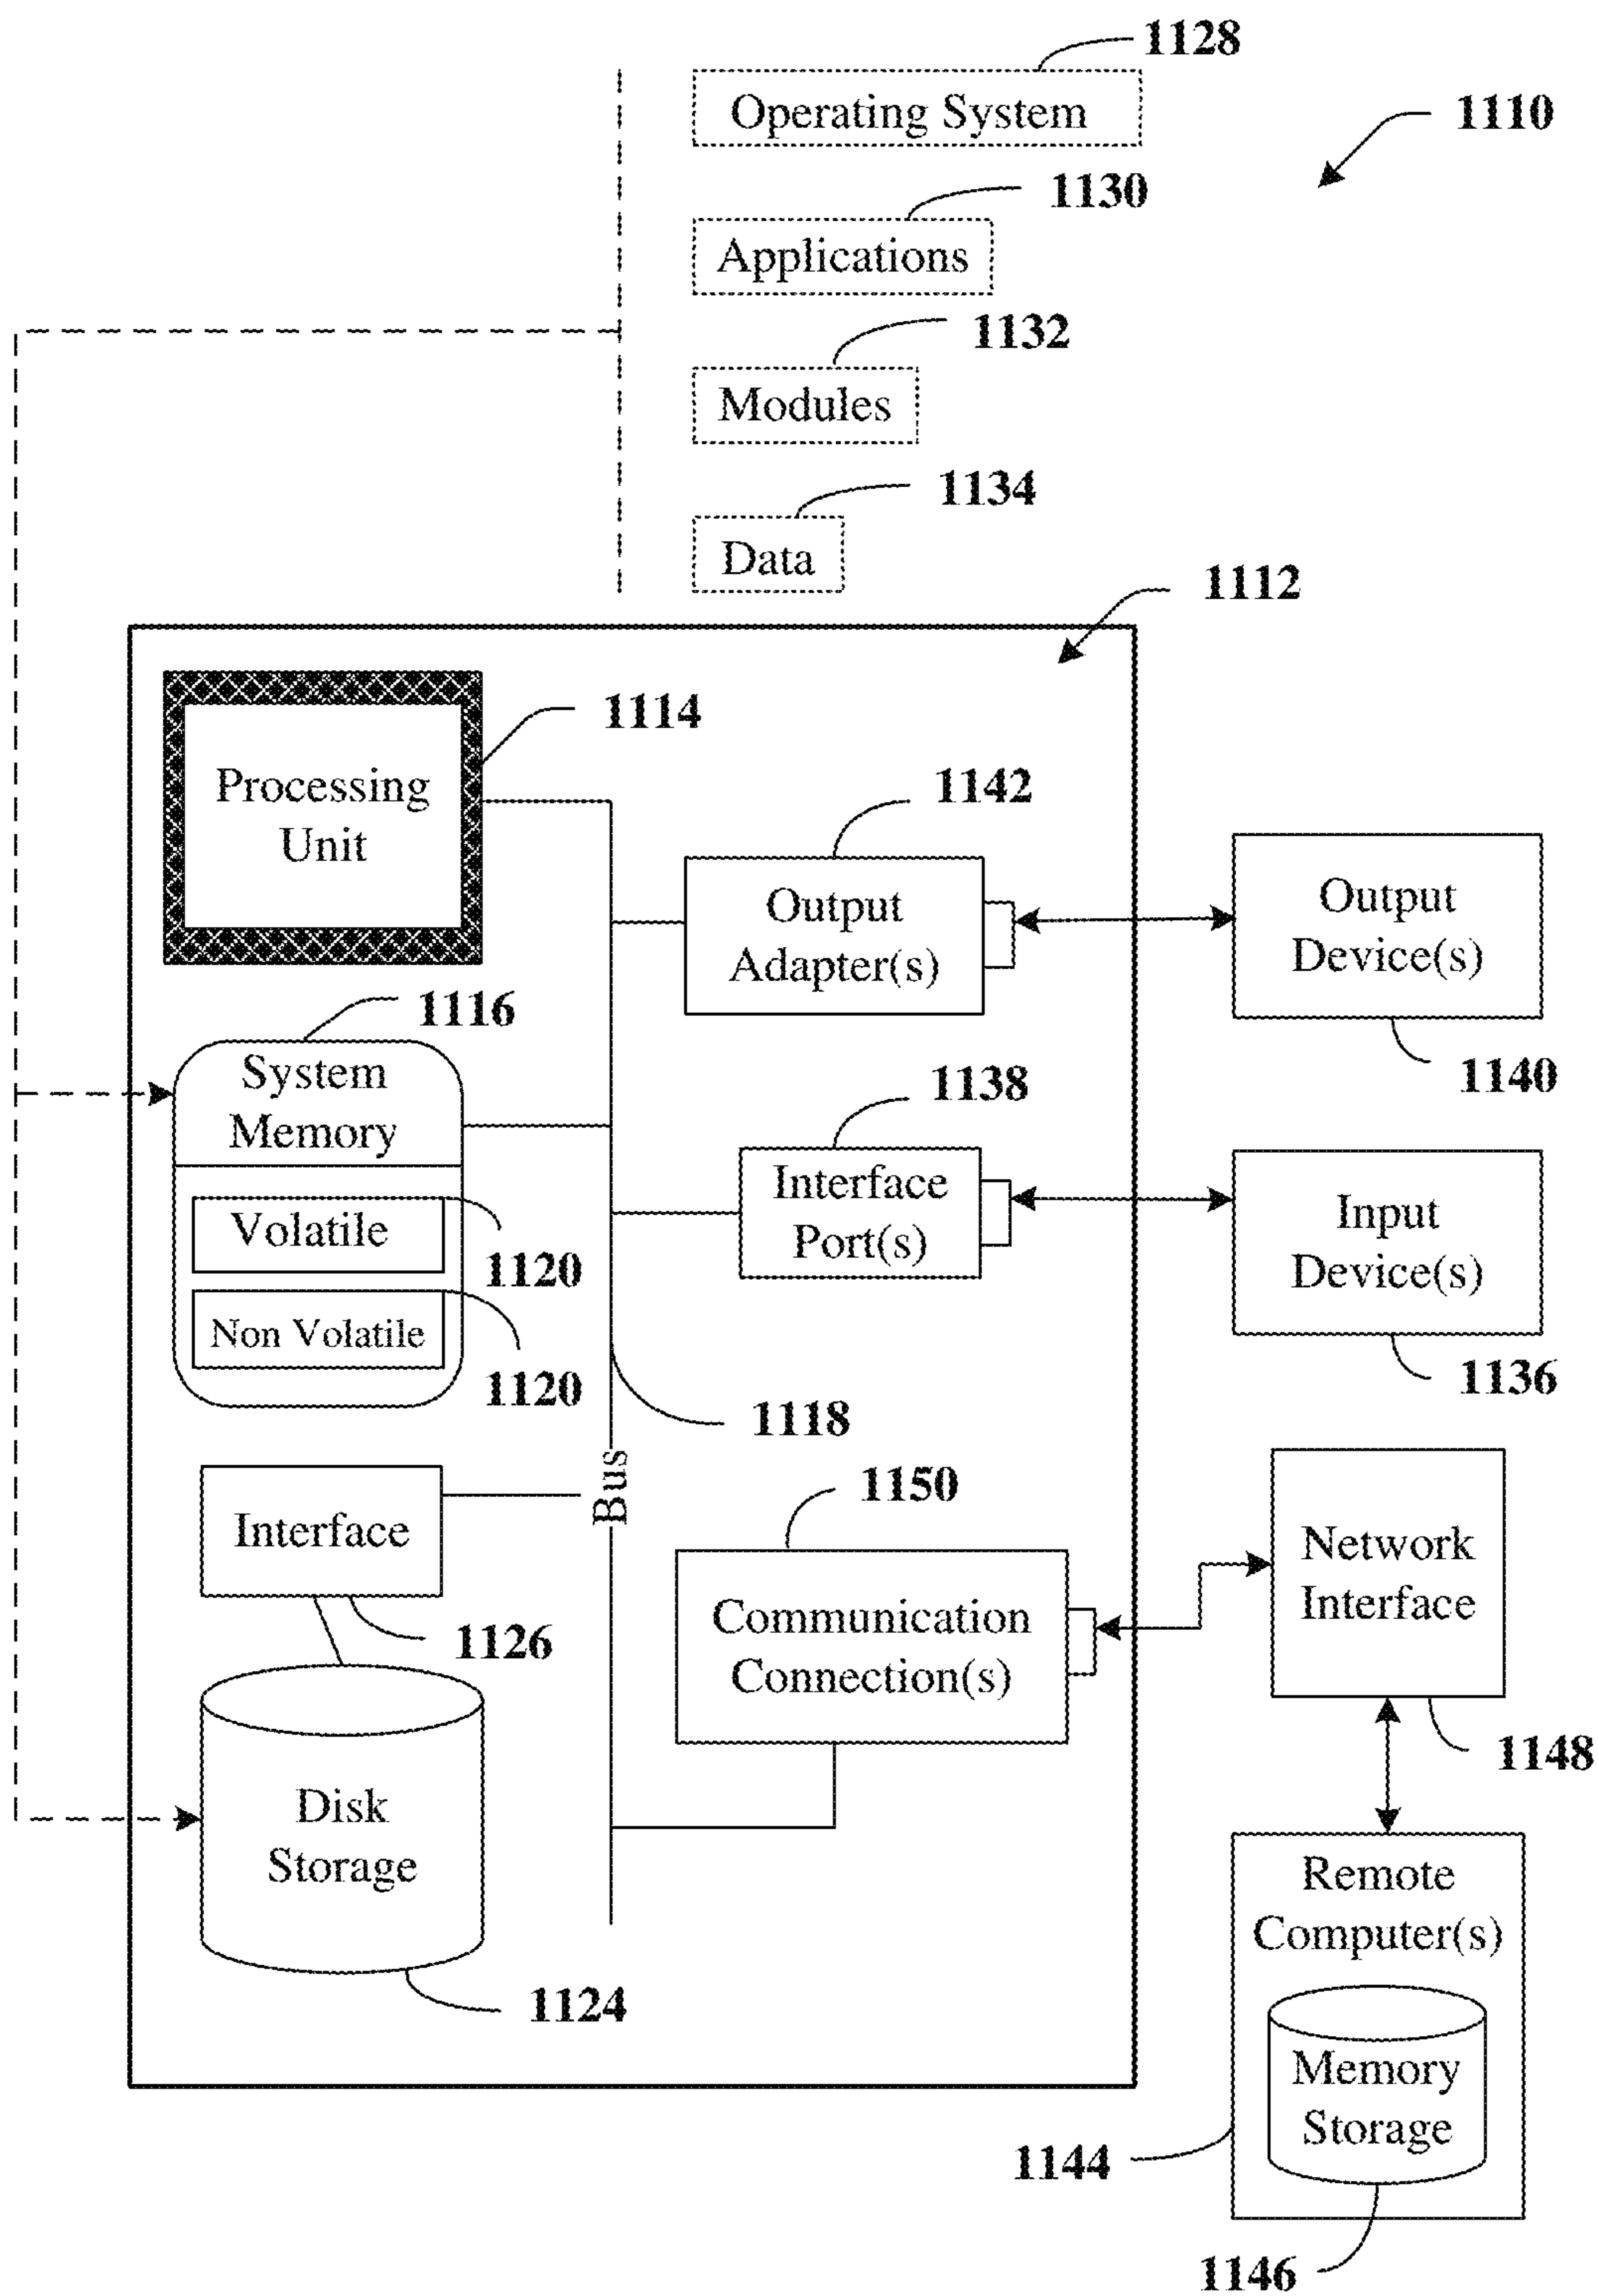 1128
Operating System
1110
1130
Applications
1132
Modules
1134
Data
1112
1114
Processing
Unit
1142
Output
Adapter(s)
Output
Device(s)
1140
1116
System
Memory
1138
Interface
Port(s)
Input
Device(s)
1136
Volatile
1120
Non Volatile
1120
1118
Bus
1150
Interface
1126
Communication
Connection(s)
Network
Interface
1148
Disk
Storage
1124
Remote
Computer(s)
Memory
Storage
1144
1146